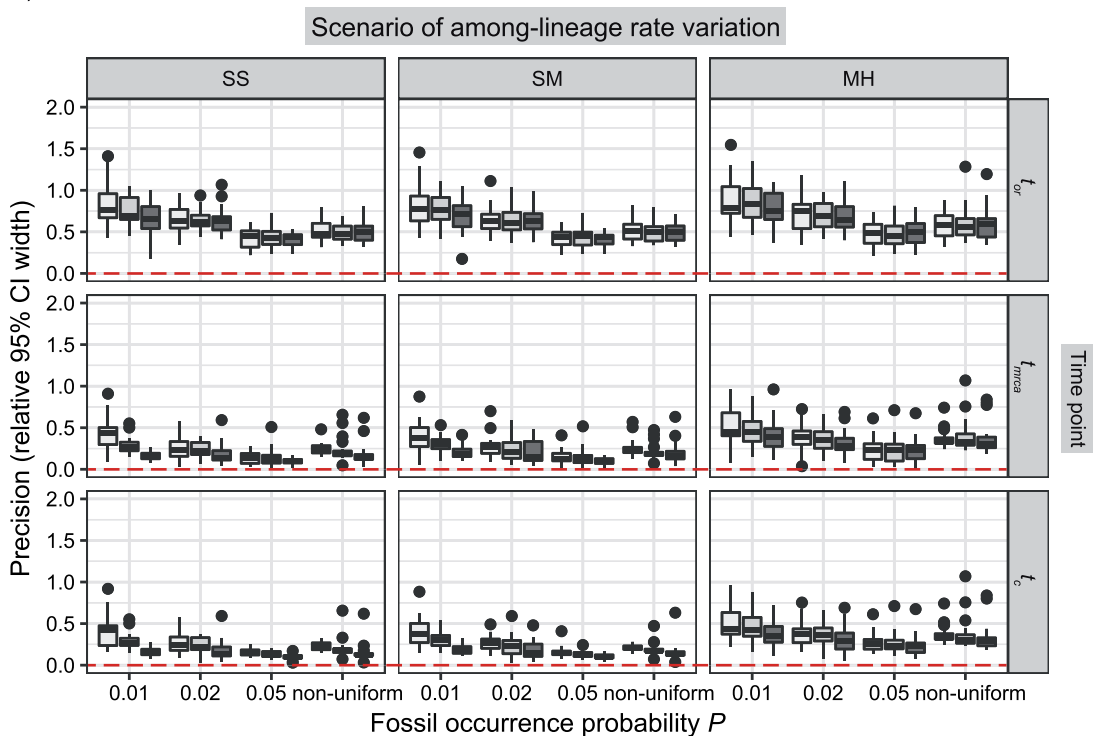 Scenario of among-lineage rate variation
SS SM MH
Precision (relative 95% CI width)
2.0
1.5
1.0
0.5
0.0
t or
2.0
1.5
1.0
0.5
0.0
t mrca
Time point
2.0
1.5
1.0
0.5
0.0
t c
0.01 0.02 0.05 non-uniform 0.01 0.02 0.05 non-uniform 0.01 0.02 0.05 non-uniform
Fossil occurrence probability P